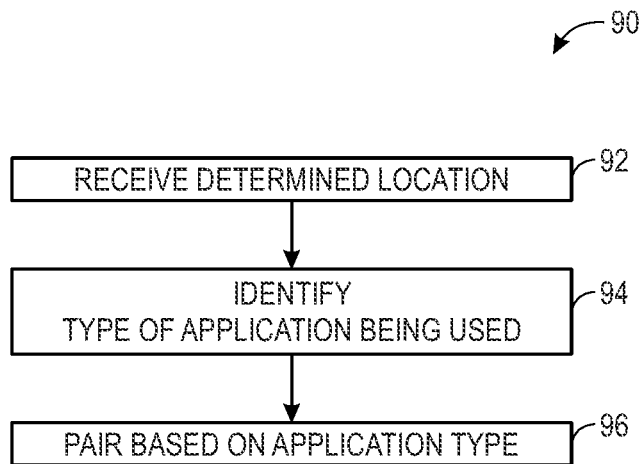 90
RECEIVE DETERMINED LOCATION
92
IDENTIFY
TYPE OF APPLICATION BEING USED
94
PAIR BASED ON APPLICATION TYPE
96